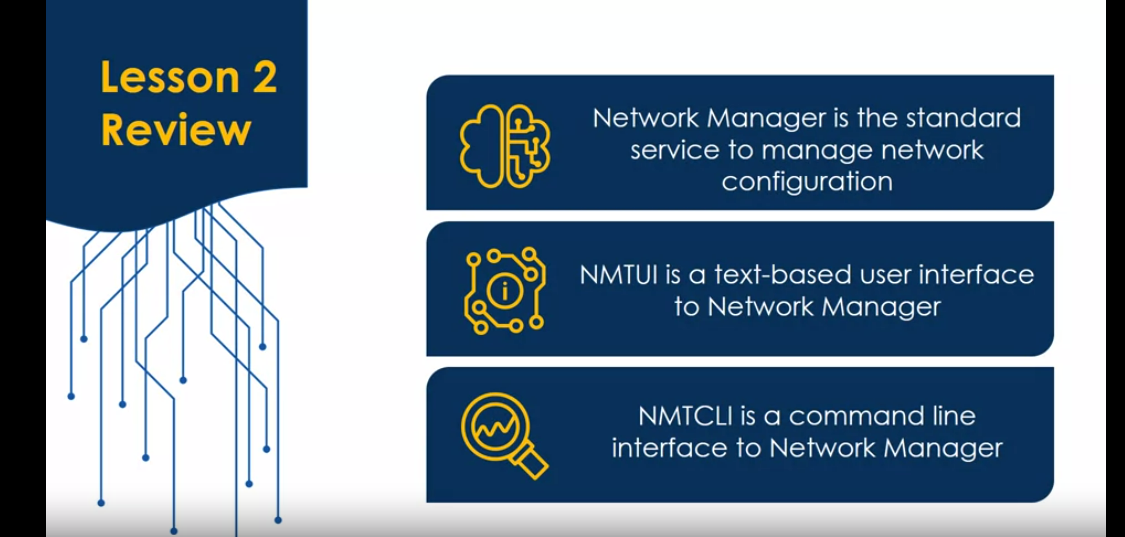 Lesson 2
Review
Network Manager is the standard
service to manage network
configuration
NMTUI is a text-based user interface
to Network Manager
NMTCLI is a command line
interface to Network Manager